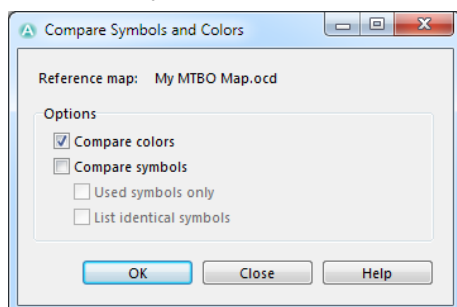 Compare Symbols and Colors
Reference map: My MTBO Map.ocd
Options
Compare colors
Compare symbols
Used symbols only
List identical symbols
OK Close Help